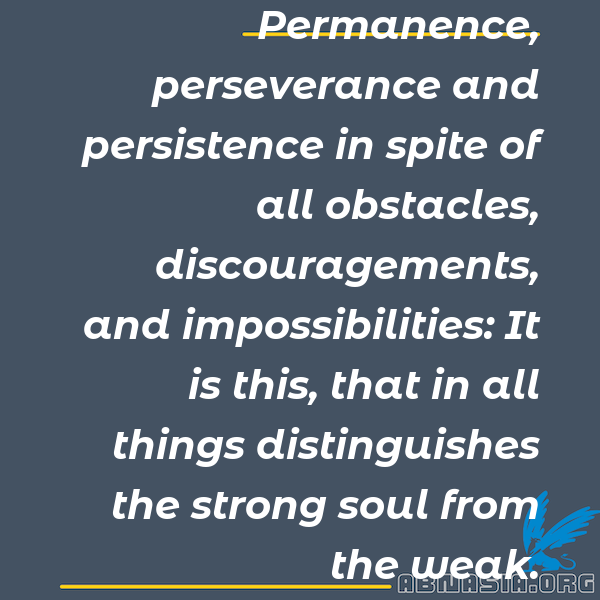 Permanence,
perseverance and
persistence in spite of
all obstacles,
discouragements,
and impossibilities: It
is this, that in all
things distinguishes
the strong soul from
the weak.
ABNASIA.ORG